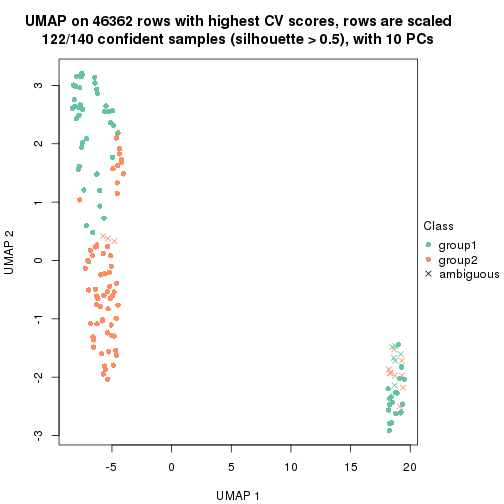 UMAP on 46362 rows with highest CV scores, rows are scaled
122/140 confident samples (silhouette > 0.5), with 10 PCs
3
2
1
0
-1
-2
-3
UMAP 2
-5
0
5
10
15
20
UMAP 1
Class
group1
group2
ambiguous